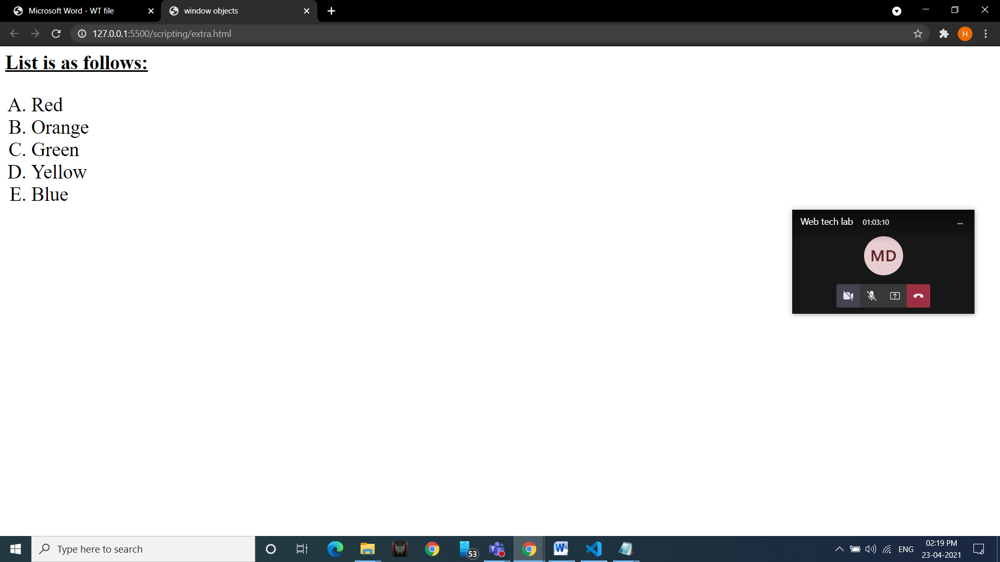 Microsoft Word - WT file
window objects
127.0.0.1:5500/scripting/extra.html
H
List is as follows:
A. Red
B. Orange
C. Green
D. Yellow
E. Blue
Web tech lab 01:03:10
MD
Type here to search
53
ENG
02:19 PM
23-04-2021